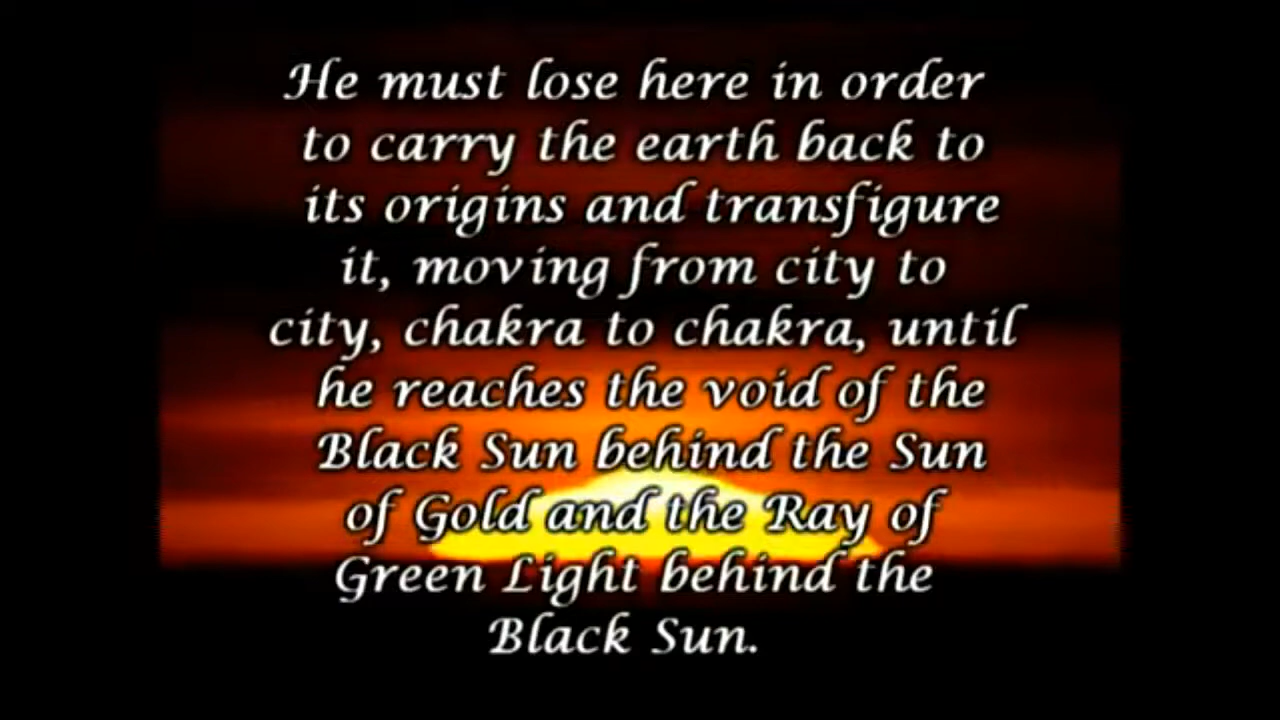 He must lose here in order
to carry the earth back to
its origins and transfigure
it, moving from city to
city, chakra to chakra, until
he reaches the void of the
Black Sun behind the Sun
of Gold and the Ray of
Green Light behind the
Black Sun.